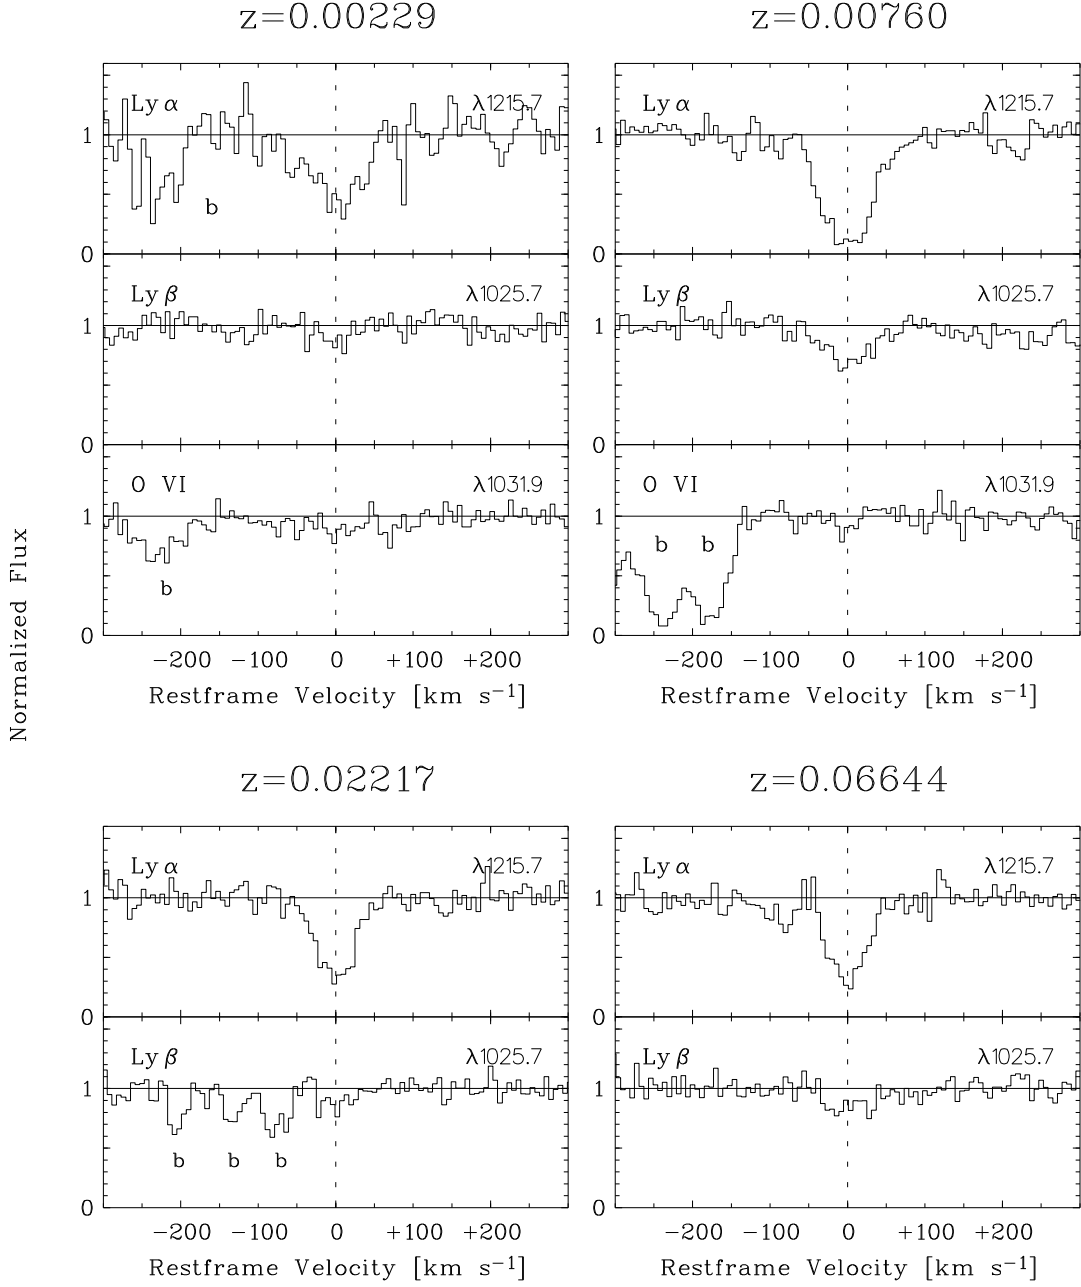 z=0.00229 z=0.00760
Ly α λ1215.7 Ly α λ1215.7
1 1
b
0 0
Ly β λ1025.7 Ly β λ1025.7
1 1
0 0
O VI λ1031.9 O VI λ1031.9
1 1
b b b
0 0
−200 −100 0 +100 +200 −200 −100 0 +100 +200
Restframe Velocity [km s⁻¹] Restframe Velocity [km s⁻¹]
Normalized Flux
z=0.02217 z=0.06644
Ly α λ1215.7 Ly α λ1215.7
1 1
0 0
Ly β λ1025.7 Ly β λ1025.7
1 1
b b b
0 0
−200 −100 0 +100 +200 −200 −100 0 +100 +200
Restframe Velocity [km s⁻¹] Restframe Velocity [km s⁻¹]